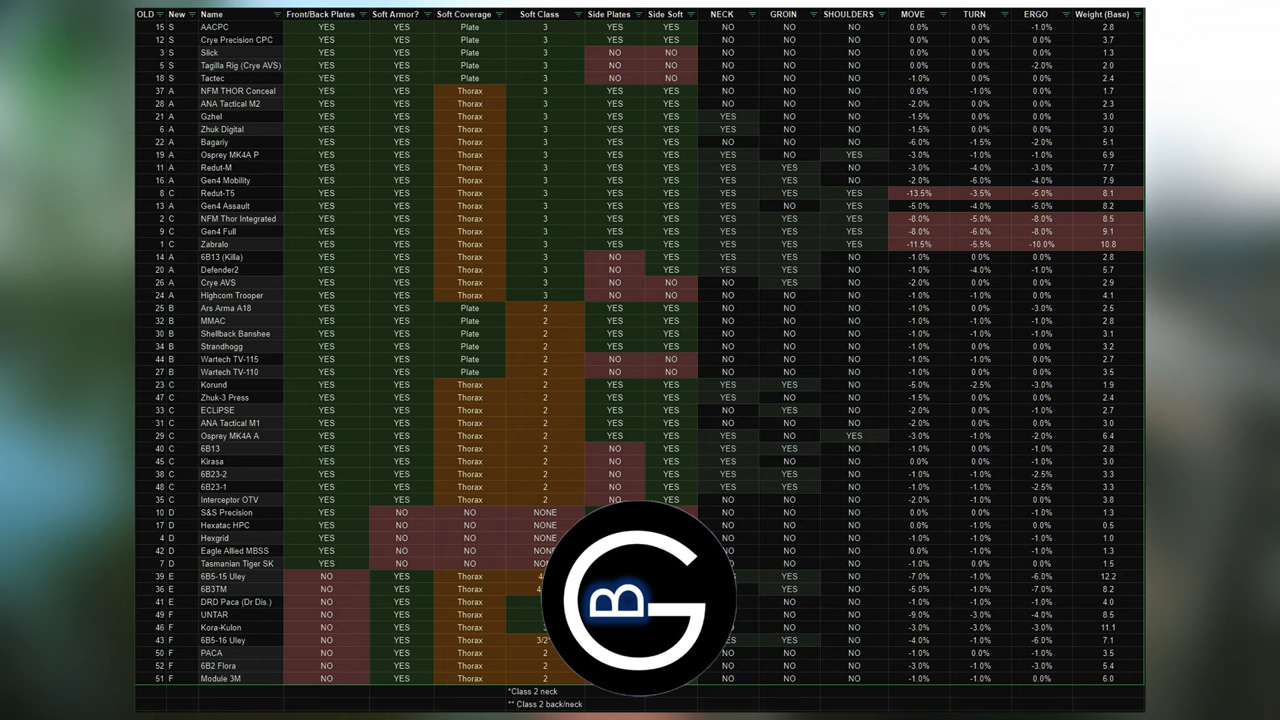 OLD New Name Front/Back Plates Soft Armor? Soft Coverage Soft Class Side Plates Side Soft NECK GROIN SHOULDERS MOVE TURN ERGO Weight (Base)
15 S AACPC YES YES Plate 3 YES YES NO NO NO 0.0% 0.0% -1.0% 2.8
12 S Crye Precision CPC YES YES Plate 3 YES YES NO NO NO 0.0% 0.0% 0.0% 3.7
3 S Slick YES YES Plate 3 NO NO NO NO NO 0.0% 0.0% 0.0% 1.3
5 S Tagilla Rig (Crye AVS) YES YES Plate 3 NO NO NO NO NO 0.0% 0.0% -2.0% 2.0
18 S Tactec YES YES Plate 3 NO NO NO NO NO -1.0% 0.0% 0.0% 2.4
37 A NFM THOR Conceal YES YES Thorax 3 YES YES NO NO NO 0.0% -1.0% 0.0% 1.7
28 A ANA Tactical M2 YES YES Thorax 3 YES YES NO NO NO -2.0% 0.0% 0.0% 2.3
21 A Gzhel YES YES Thorax 3 YES YES YES NO NO -1.5% 0.0% 0.0% 3.0
6 A Zhuk Digital YES YES Thorax 3 YES YES YES NO NO -1.5% 0.0% 0.0% 3.0
22 A Bagariy YES YES Thorax 3 YES YES NO NO NO -6.0% -1.5% -2.0% 5.1
19 A Osprey MK4A P YES YES Thorax 3 YES YES YES NO YES -3.0% -1.0% -1.0% 6.9
11 A Redut-M YES YES Thorax 3 YES YES YES YES NO -3.0% -4.0% -3.0% 7.7
16 A Gen4 Mobility YES YES Thorax 3 YES YES YES YES NO -2.0% -6.0% -4.0% 7.9
8 C Redut-T5 YES YES Thorax 3 YES YES YES YES YES -13.5% -3.5% -5.0% 8.1
13 A Gen4 Assault YES YES Thorax 3 YES YES YES NO YES -5.0% -4.0% -5.0% 8.2
2 C NFM Thor Integrated YES YES Thorax 3 YES YES YES YES YES -8.0% -5.0% -8.0% 8.5
9 C Gen4 Full YES YES Thorax 3 YES YES YES YES YES -8.0% -6.0% -8.0% 9.1
1 C Zabralo YES YES Thorax 3 YES YES YES YES YES -11.5% -5.5% -10.0% 10.8
14 A 6B13 (Killa) YES YES Thorax 3 NO YES YES YES NO -1.0% 0.0% 0.0% 2.8
20 A Defender2 YES YES Thorax 3 NO YES YES YES NO -1.0% -4.0% -1.0% 5.7
26 A Crye AVS YES YES Thorax 3 NO NO NO YES NO -2.0% 0.0% 0.0% 2.9
24 A Highcom Trooper YES YES Thorax 3 NO NO NO NO NO -1.0% 0.0% 0.0% 4.1
25 B Ars Arma A18 YES YES Plate 2 YES YES NO NO NO 0.0% 0.0% -3.0% 2.5
32 B MMAC YES YES Plate 2 YES YES NO NO NO -1.0% 0.0% -1.0% 2.8
30 B Shellback Banshee YES YES Plate 2 YES YES NO NO NO -1.0% 0.0% -1.0% 3.1
34 B Strandhogg YES YES Plate 2 YES YES NO NO NO -1.0% 0.0% 0.0% 3.2
44 B Wartech TV-115 YES YES Plate 2 NO NO NO NO NO -1.0% 0.0% -1.0% 2.7
27 B Wartech TV-110 YES YES Plate 2 NO NO NO NO NO -1.0% -1.0% 0.0% 3.5
23 C Korund YES YES Thorax 2 YES YES YES YES NO -5.0% -2.5% -3.0% 1.9
47 C Zhuk-3 Press YES YES Thorax 2 YES YES YES NO NO -1.5% 0.0% 0.0% 2.4
33 C ECLiPSE YES YES Thorax 2 YES YES NO YES NO -2.0% 0.0% -1.0% 2.7
31 C ANA Tactical M1 YES YES Thorax 2 YES YES NO NO NO -2.0% 0.0% 0.0% 2.6
29 C Osprey MK4A A YES YES Thorax 2 YES YES YES NO YES -3.0% -1.0% -2.0% 6.4
40 C 6B13 YES YES Thorax 2 NO YES YES YES NO -1.0% 0.0% -1.0% 2.8
45 C Kirasa YES YES Thorax 2 NO YES YES NO NO 0.0% 0.0% -1.0% 3.0
38 C 6B23-2 YES YES Thorax 2 NO YES YES YES NO -1.0% 0.0% -2.5% 3.3
48 C 6B23-1 YES YES Thorax 2 NO YES YES YES NO -1.0% 0.0% -2.5% 3.3
35 C Interceptor OTV YES YES Thorax 2 NO YES NO NO NO -2.0% 0.0% -1.0% 3.8
10 D S&S Precision YES NO NO NONE NO NO NO 0.0% 0.0% -1.0% 1.3
17 D Hexatac HPC YES NO NO NONE NO NO NO 0.0% 0.0% -1.0% 0.5
4 D Hexgrid YES NO NO NONE NO NO NO -1.0% 0.0% 0.0% 1.0
42 D Eagle Allied MBSS YES NO NO NO NO NO 0.0% 0.0% -1.0% 1.3
7 D Tasmanian Tiger SK YES NO NO NO NO NO -1.0% 0.0% 0.0% 1.5
39 E 6B5-15 Uley NO YES Thorax YES NO -7.0% -1.0% -6.0% 12.2
36 E 6B3TM NO YES Thorax YES NO -5.0% -1.0% -7.0% 8.2
41 E DRD Paca (Dr Dis.) NO YES Thorax NO NO -1.0% 0.0% -1.0% 4.0
49 F UNTAR NO YES Thorax NO NO -9.0% -3.0% -4.0% 8.5
46 F Kora-Kulon NO YES Thorax NO NO -3.0% -3.0% -3.0% 11.1
43 F 6B5-16 Uley NO YES Thorax 3/2* YES NO -4.0% -1.0% -3.0% 7.1
50 F PACA NO YES Thorax 2 NO NO NO -1.0% 0.0% -1.0% 3.5
52 F 6B2 Flora NO YES Thorax 2 NO NO NO -3.0% -1.0% -3.0% 5.4
51 F Module 3M NO YES Thorax 2 NO NO NO -1.0% -1.0% -1.0% 6.0
*Class 2 neck
** Class 2 back/neck
GB